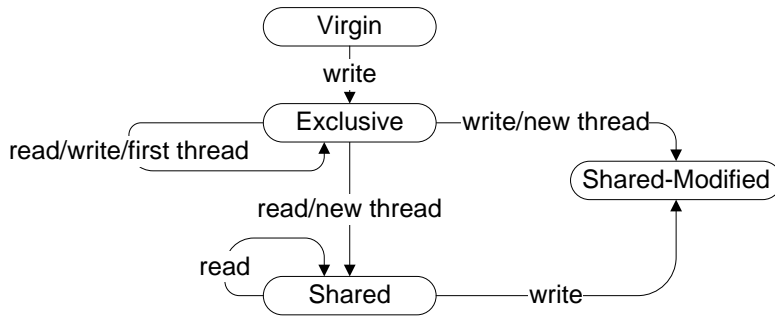 Virgin
write
Exclusive
write/new thread
read/write/first thread
Shared-Modified
read/new thread
read
Shared
write